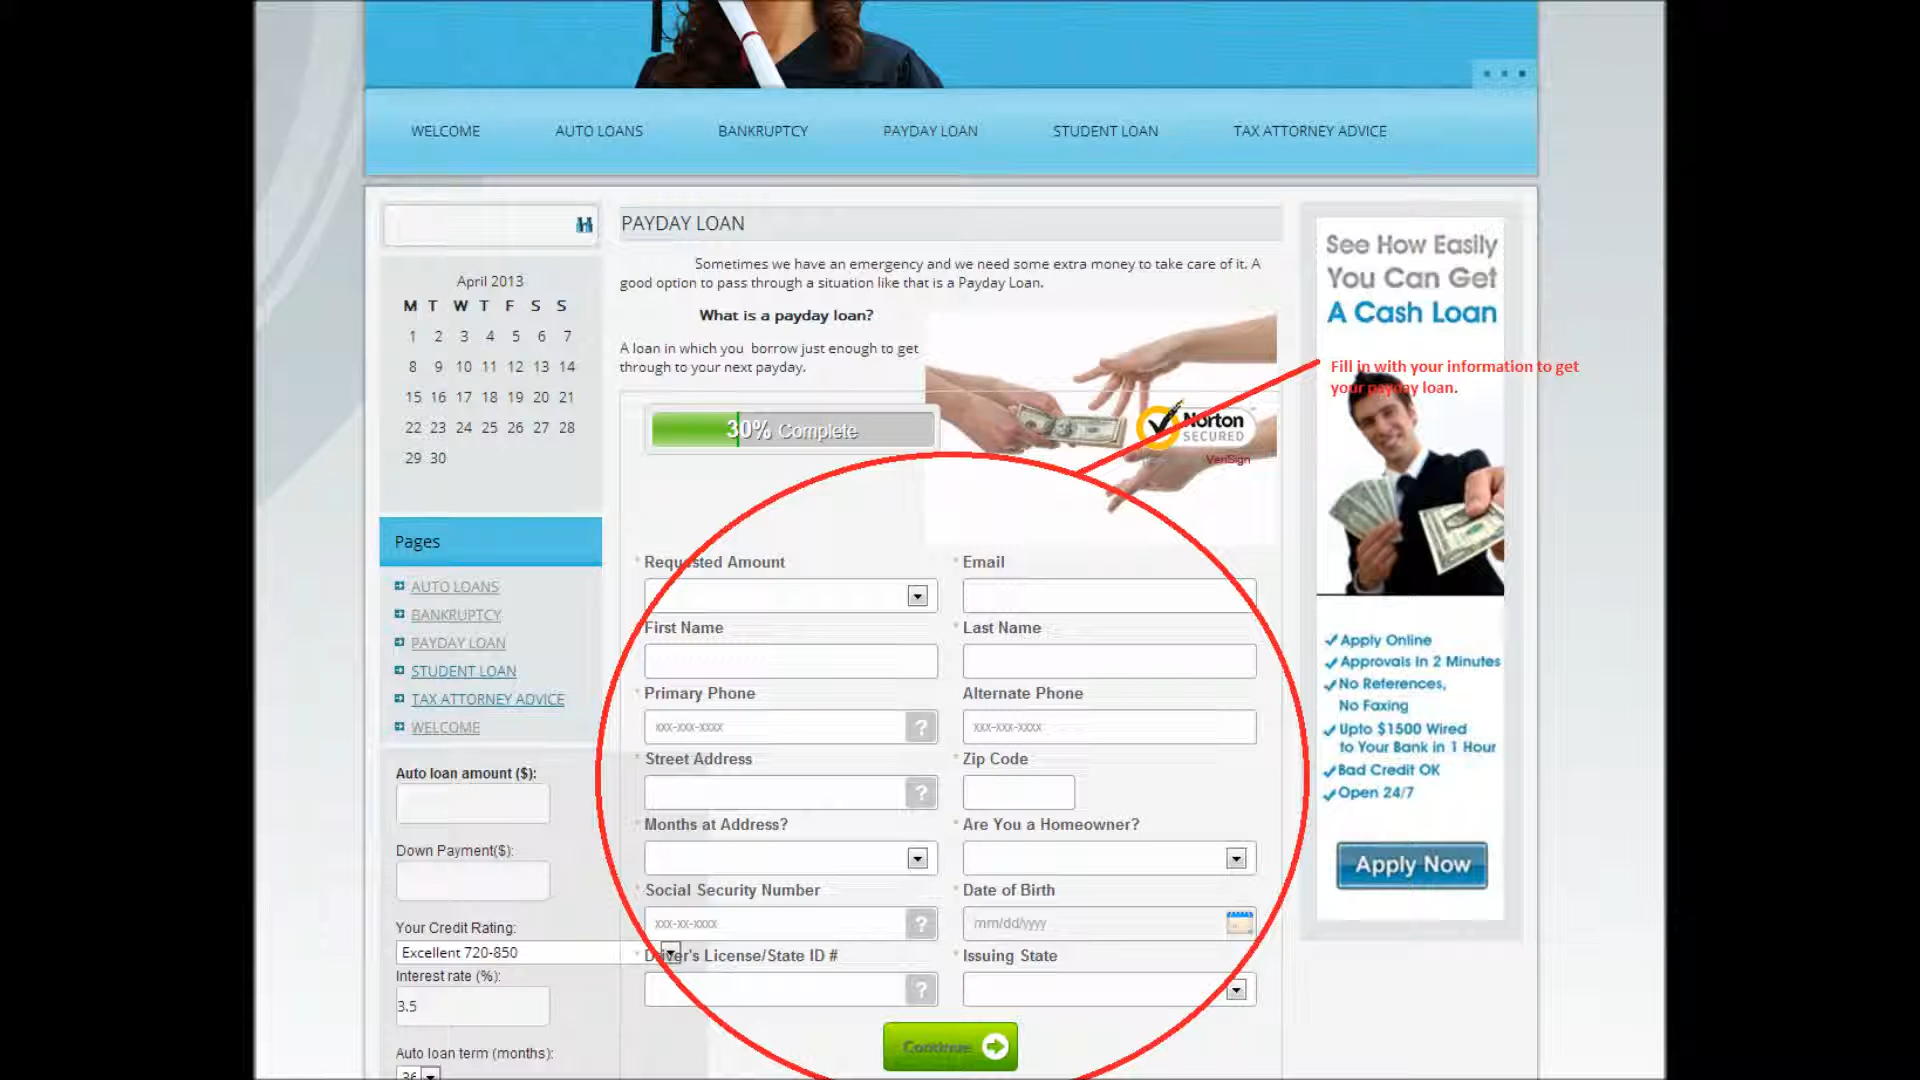 WELCOME AUTO LOANS BANKRUPTCY PAYDAY LOAN STUDENT LOAN TAX ATTORNEY ADVICE
April 2013
M T W T F S S
1 2 3 4 5 6 7
8 9 10 11 12 13 14
15 16 17 18 19 20 21
22 23 24 25 26 27 28
29 30
Pages
AUTO LOANS
BANKRUPTCY
PAYDAY LOAN
STUDENT LOAN
TAX ATTORNEY ADVICE
WELCOME
Auto loan amount ($):
Down Payment($):
Your Credit Rating:
Excellent 720-850
Interest rate (%):
3.5
Auto loan term (months):
36
PAYDAY LOAN
Sometimes we have an emergency and we need some extra money to take care of it. A
good option to pass through a situation like that is a Payday Loan.
What is a payday loan?
A loan in which you borrow just enough to get
through to your next payday.
30% Complete
Norton
SECURED
VeriSign
* Requested Amount * Email
* First Name * Last Name
* Primary Phone Alternate Phone
xxx-xxx-xxxx ? xxx-xxx-xxxx
* Street Address * Zip Code
?
* Months at Address? * Are You a Homeowner?
* Social Security Number * Date of Birth
xxx-xx-xxxx ? mm/dd/yyyy
* Driver's License/State ID # * Issuing State
?
Continue
Fill in with your information to get
your payday loan.
See How Easily
You Can Get
A Cash Loan
Apply Online
Approvals In 2 Minutes
No References,
No Faxing
Upto $1500 Wired
to Your Bank in 1 Hour
Bad Credit OK
Open 24/7
Apply Now